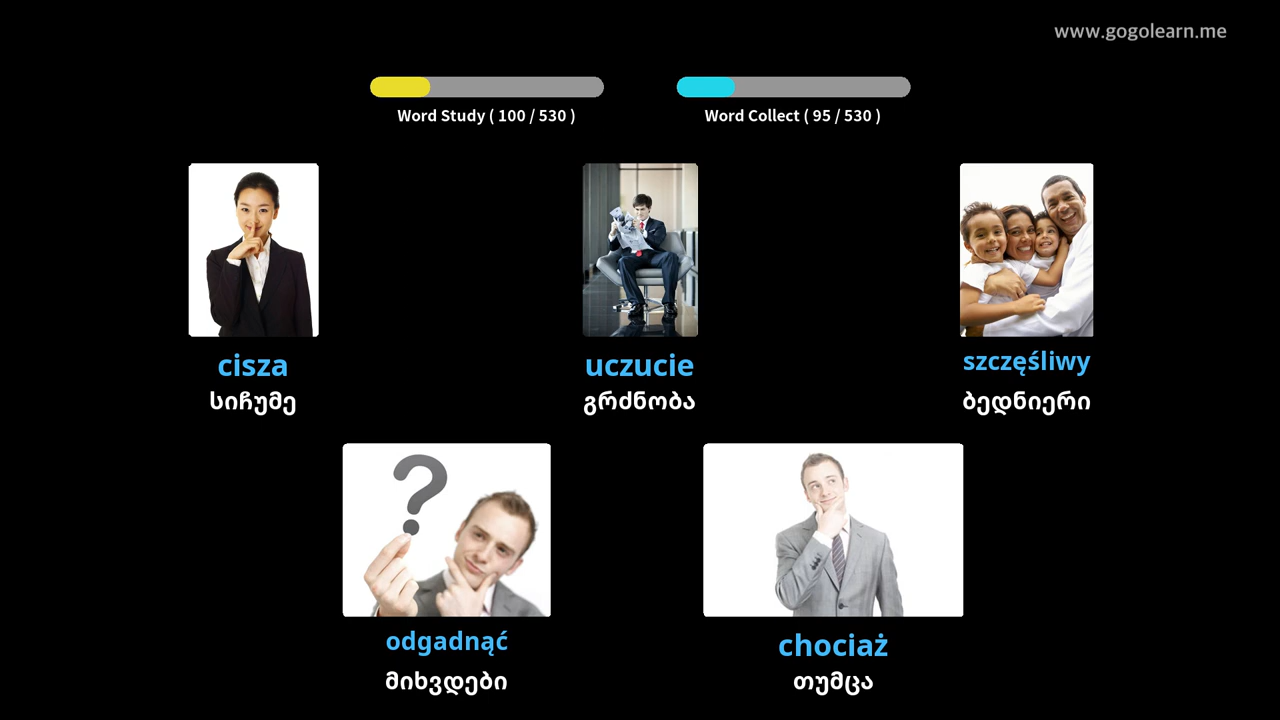 www.gogolearn.me
Word Study ( 100 / 530 )
Word Collect ( 95 / 530 )
cisza
სიჩუმე
uczucie
გრძნობა
szczęśliwy
ბედნიერი
odgadnąć
მიხვდები
chociaż
თუმცა